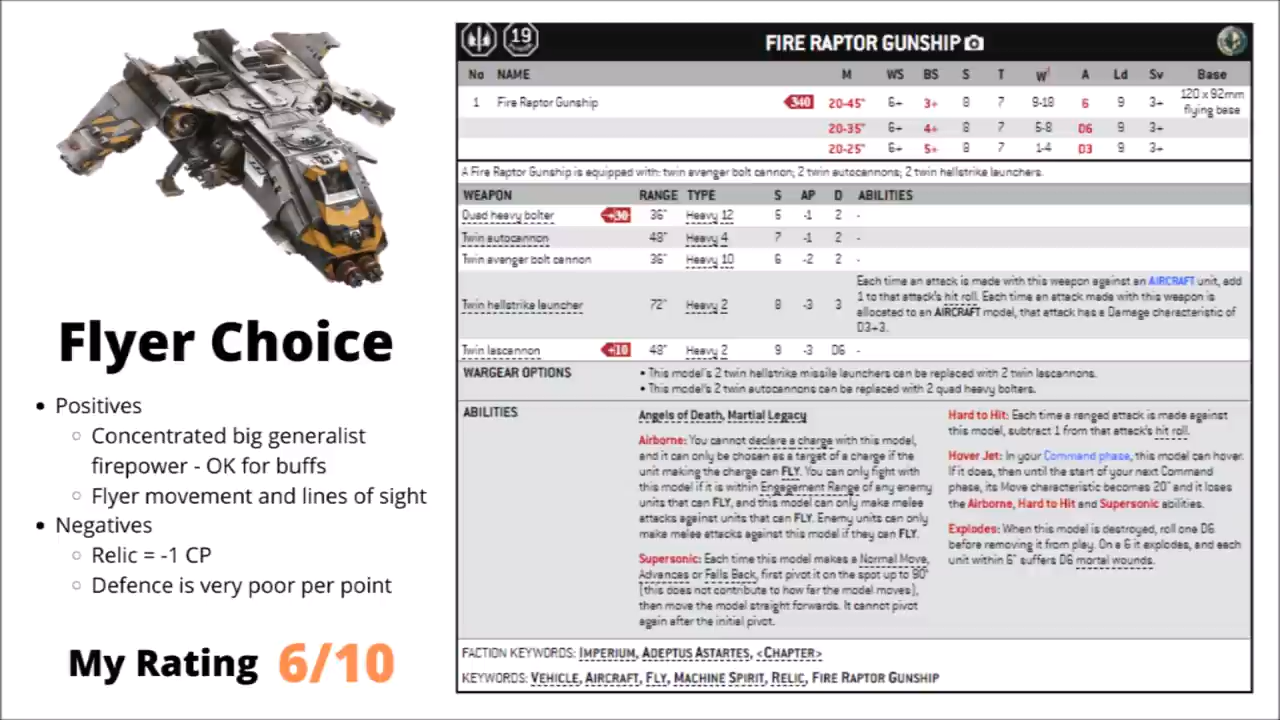 Flyer Choice
• Positives
○ Concentrated big generalist
firepower - OK for buffs
○ Flyer movement and lines of sight
• Negatives
○ Relic = -1 CP
○ Defence is very poor per point
My Rating 6/10
19
FIRE RAPTOR GUNSHIP
No NAME M WS BS S T W A Ld Sv Base
1 Fire Raptor Gunship 340 20-45" 6+ 3+ 8 7 9-18 6 9 3+ 120 x 92mm
flying base
20-35" 6+ 4+ 8 7 5-8 D6 9 3+
20-25" 6+ 5+ 8 7 1-4 D3 9 3+
A Fire Raptor Gunship is equipped with: twin avenger bolt cannon; 2 twin autocannons; 2 twin hellstrike launchers.
WEAPON RANGE TYPE S AP D ABILITIES
Quad heavy bolter +30 36" Heavy 12 5 -1 2 -
Twin autocannon 48" Heavy 4 7 -1 2 -
Twin avenger bolt cannon 36" Heavy 10 6 -2 2 -
Twin hellstrike launcher 72" Heavy 2 8 -3 3 Each time an attack is made with this weapon against an AIRCRAFT unit, add
1 to that attack's hit roll. Each time an attack made with this weapon is
allocated to an AIRCRAFT model, that attack has a Damage characteristic of
D3+3.
Twin lascannon +10 48" Heavy 2 9 -3 D6 -
WARGEAR OPTIONS • This model's 2 twin hellstrike missile launchers can be replaced with 2 twin lascannons.
• This model's 2 twin autocannons can be replaced with 2 quad heavy bolters.
ABILITIES
Angels of Death, Martial Legacy
Airborne: You cannot declare a charge with this model,
and it can only be chosen as a target of a charge if the
unit making the charge can FLY. You can only fight with
this model if it is within Engagement Range of any enemy
units that can FLY, and this model can only make melee
attacks against units that can FLY. Enemy units can only
make melee attacks against this model if they can FLY.
Supersonic: Each time this model makes a Normal Move,
Advances or Falls Back, first pivot it on the spot up to 90°
(this does not contribute to how far the model moves),
then move the model straight forwards. It cannot pivot
again after the initial pivot.
Hard to Hit: Each time a ranged attack is made against
this model, subtract 1 from that attack's hit roll.
Hover Jet: In your Command phase, this model can hover.
If it does, then until the start of your next Command
phase, its Move characteristic becomes 20" and it loses
the Airborne, Hard to Hit and Supersonic abilities.
Explodes: When this model is destroyed, roll one D6
before removing it from play. On a 6 it explodes, and each
unit within 6" suffers D6 mortal wounds.
FACTION KEYWORDS: IMPERIUM, ADEPTUS ASTARTES, <CHAPTER>
KEYWORDS: VEHICLE, AIRCRAFT, FLY, MACHINE SPIRIT, RELIC, FIRE RAPTOR GUNSHIP